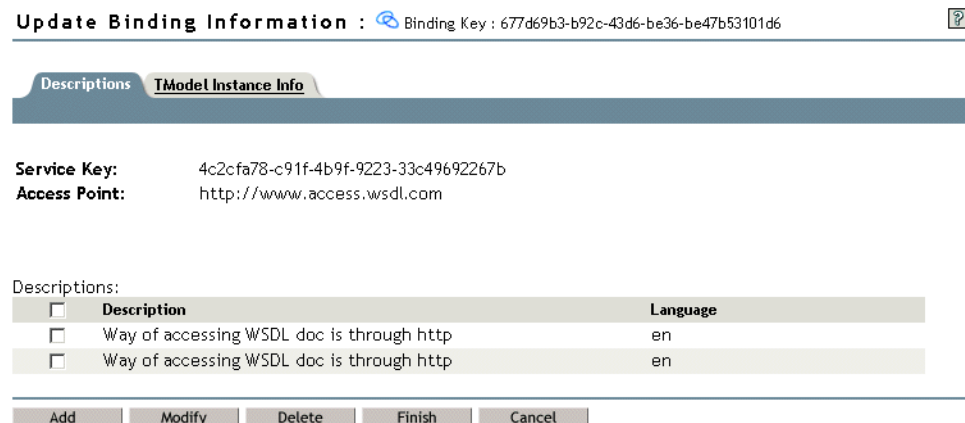 Update Binding Information : Binding Key : 677d69b3-b92c-43d6-be36-be47b53101d6 ?
Descriptions TModel Instance Info
Service Key: 4c2cfa78-c91f-4b9f-9223-33c49692267b
Access Point: http://www.access.wsdl.com
Descriptions:
Description Language
Way of accessing WSDL doc is through http en
Way of accessing WSDL doc is through http en
Add Modify Delete Finish Cancel